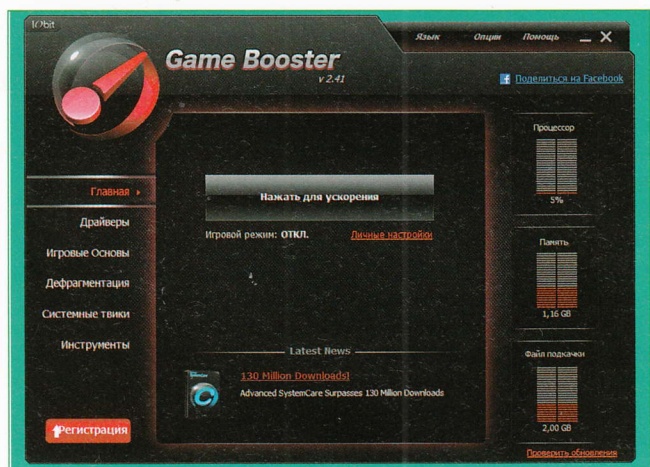 IObit
Язык Опции Помощь
Game Booster
v 2.41
Поделиться на Facebook
Процессор
5%
Главная
Нажать для ускорения
Драйверы
Игровой режим: ОТКЛ. Личные настройки
Игровые Основы
Память
Дефрагментация
1,16 GB
Системные твики
Инструменты
Latest News
Файл подкачки
130 Million Downloads!
Advanced SystemCare Surpasses 130 Million Downloads
Регистрация
2,00 GB
Проверить обновления